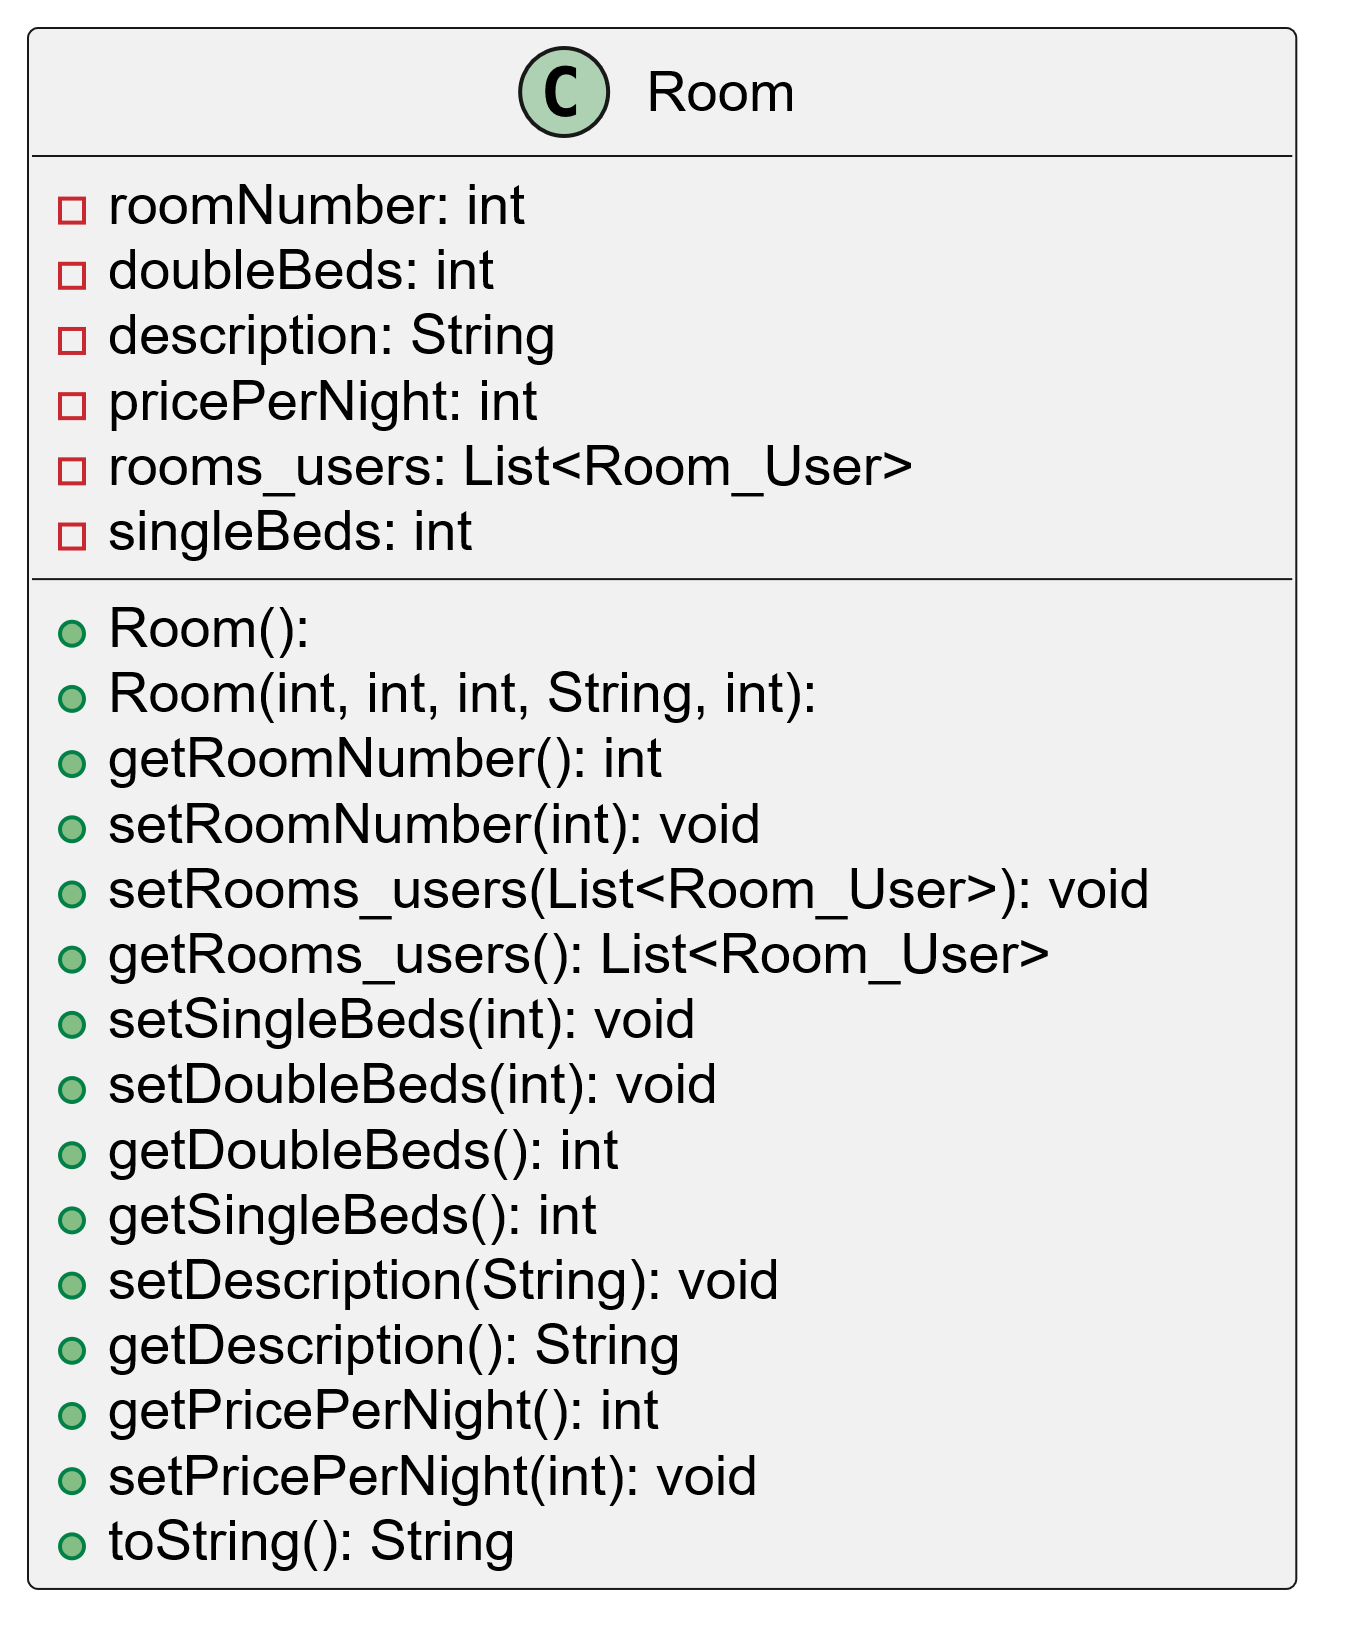 C Room
roomNumber: int
doubleBeds: int
description: String
pricePerNight: int
rooms_users: List<Room_User>
singleBeds: int
Room():
Room(int, int, int, String, int):
getRoomNumber(): int
setRoomNumber(int): void
setRooms_users(List<Room_User>): void
getRooms_users(): List<Room_User>
setSingleBeds(int): void
setDoubleBeds(int): void
getDoubleBeds(): int
getSingleBeds(): int
setDescription(String): void
getDescription(): String
getPricePerNight(): int
setPricePerNight(int): void
toString(): String